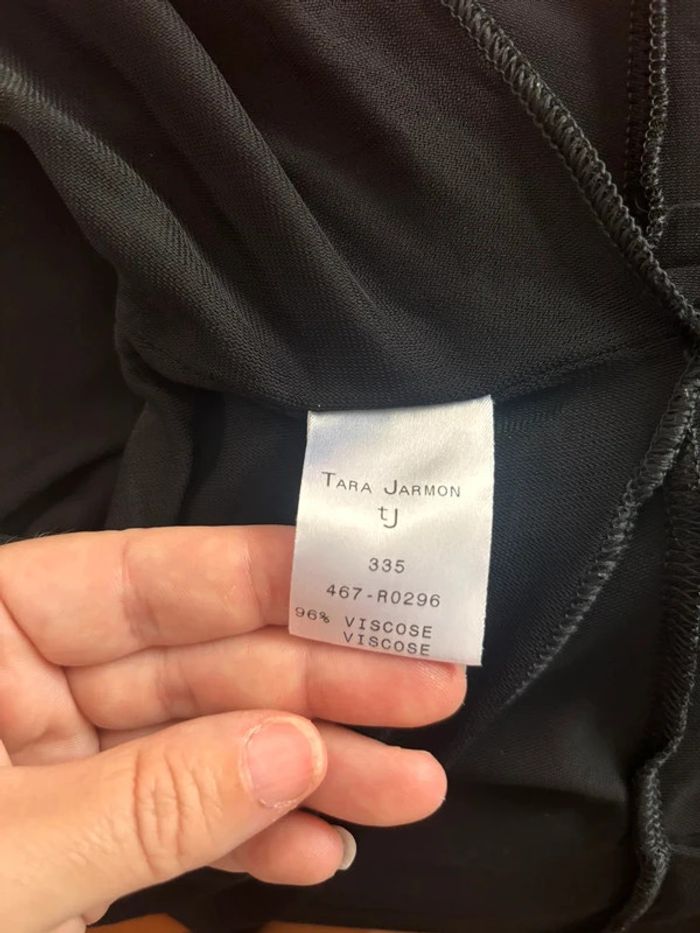 TARA JARMON
tJ
335
467-R0296
96% VISCOSE
VISCOSE